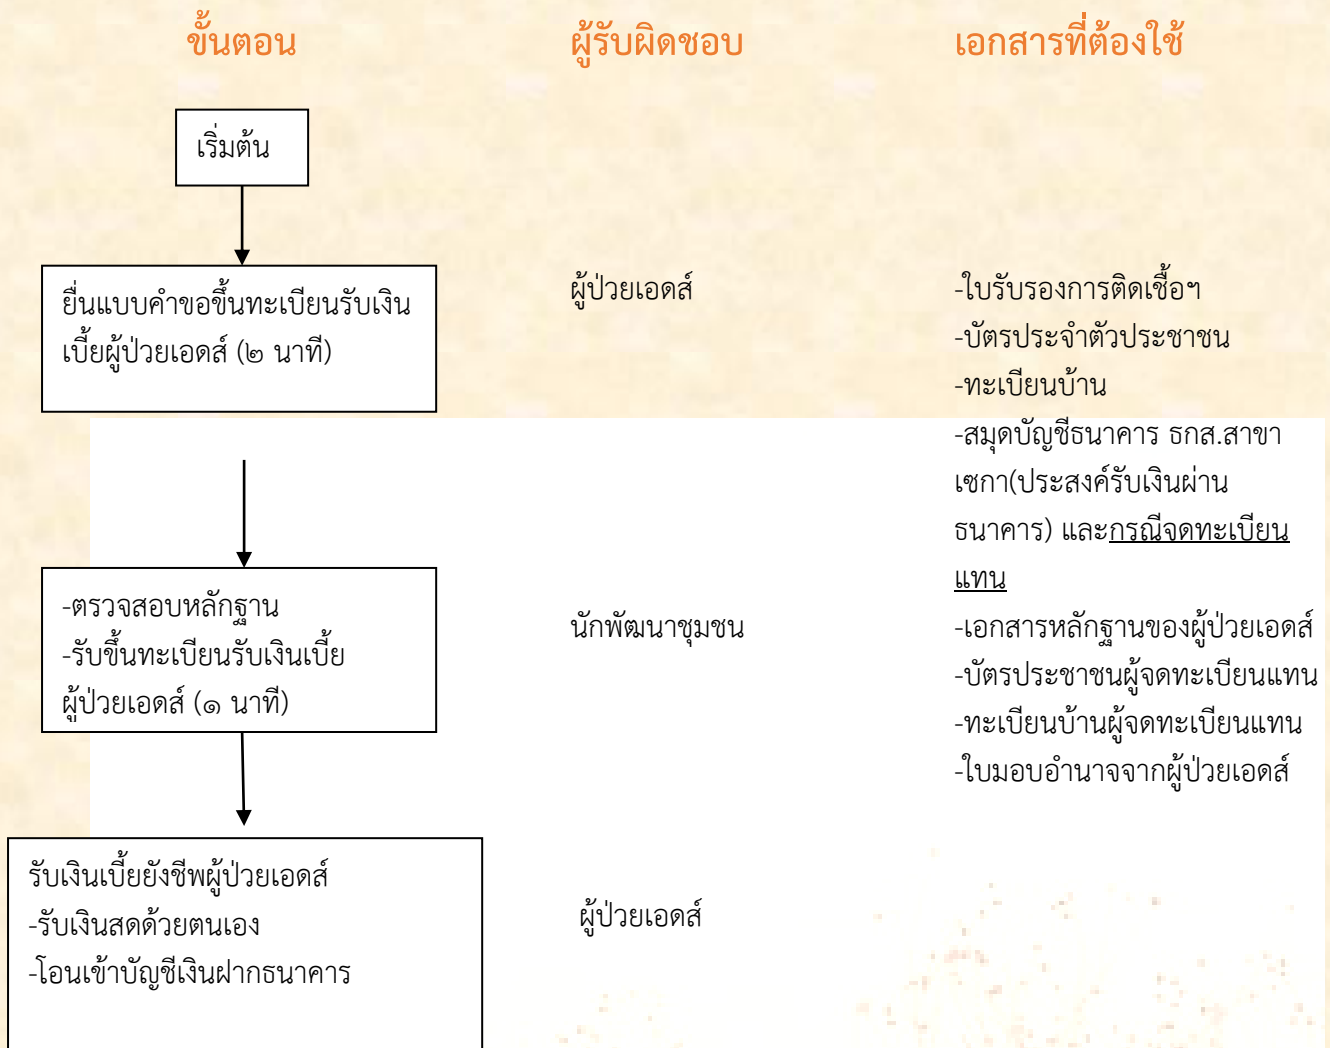 ขั้นตอน
ผู้รับผิดชอบ
เอกสารที่ต้องใช้
เริ่มต้น
ยื่นแบบคำขอขึ้นทะเบียนรับเงิน
เบี้ยผู้ป่วยเอดส์ (๒ นาที)
ผู้ป่วยเอดส์
-ใบรับรองการติดเชื้อฯ
-บัตรประจำตัวประชาชน
-ทะเบียนบ้าน
-สมุดบัญชีธนาคาร ธกส.สาขา
เซกา(ประสงค์รับเงินผ่าน
ธนาคาร) และกรณีจดทะเบียน
แทน
-เอกสารหลักฐานของผู้ป่วยเอดส์
-บัตรประชาชนผู้จดทะเบียนแทน
-ทะเบียนบ้านผู้จดทะเบียนแทน
-ใบมอบอำนาจจากผู้ป่วยเอดส์
-ตรวจสอบหลักฐาน
-รับขึ้นทะเบียนรับเงินเบี้ย
ผู้ป่วยเอดส์ (๑ นาที)
นักพัฒนาชุมชน
รับเงินเบี้ยยังชีพผู้ป่วยเอดส์
-รับเงินสดด้วยตนเอง
-โอนเข้าบัญชีเงินฝากธนาคาร
ผู้ป่วยเอดส์